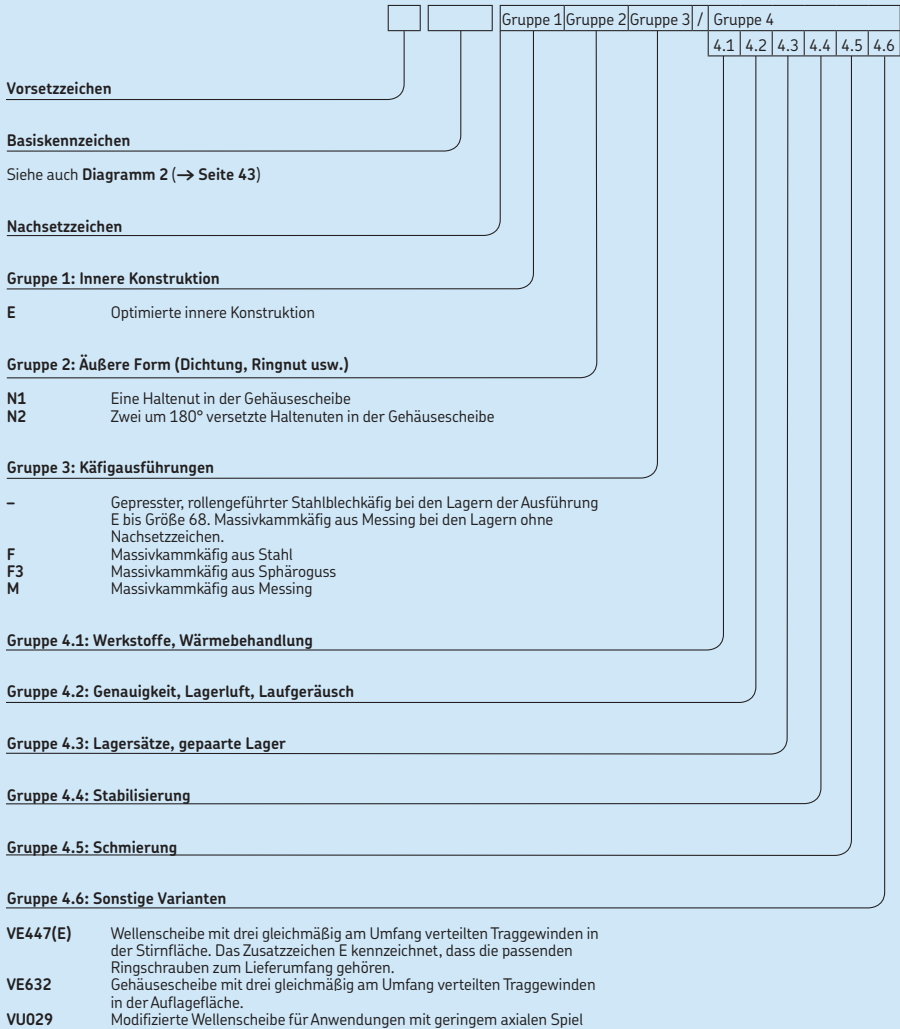 Gruppe 1 Gruppe 2 Gruppe 3 / Gruppe 4
4.1 4.2 4.3 4.4 4.5 4.6
Vorsetzzeichen
Basiskennzeichen
Siehe auch Diagramm 2 (→ Seite 43)
Nachsetzzeichen
Gruppe 1: Innere Konstruktion
E Optimierte innere Konstruktion
Gruppe 2: Äußere Form (Dichtung, Ringnut usw.)
N1 Eine Haltenut in der Gehäusescheibe
N2 Zwei um 180° versetzte Haltenuten in der Gehäusescheibe
Gruppe 3: Käfigausführungen
– Gepresster, rollengeführter Stahlblechkäfig bei den Lagern der Ausführung
E bis Größe 68. Massivkammkäfig aus Messing bei den Lagern ohne
Nachsetzzeichen.
F Massivkammkäfig aus Stahl
F3 Massivkammkäfig aus Sphäroguss
M Massivkammkäfig aus Messing
Gruppe 4.1: Werkstoffe, Wärmebehandlung
Gruppe 4.2: Genauigkeit, Lagerluft, Laufgeräusch
Gruppe 4.3: Lagersätze, gepaarte Lager
Gruppe 4.4: Stabilisierung
Gruppe 4.5: Schmierung
Gruppe 4.6: Sonstige Varianten
VE447(E) Wellenscheibe mit drei gleichmäßig am Umfang verteilten Traggewinden in
der Stirnfläche. Das Zusatzzeichen E kennzeichnet, dass die passenden
Ringschrauben zum Lieferumfang gehören.
VE632 Gehäusescheibe mit drei gleichmäßig am Umfang verteilten Traggewinden
in der Auflagefläche.
VU029 Modifizierte Wellenscheibe für Anwendungen mit geringem axialen Spiel